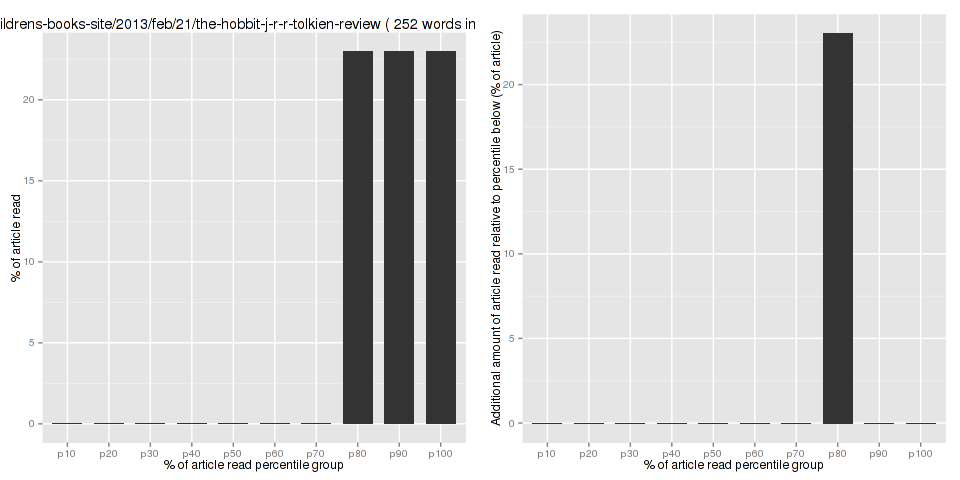 ildrens-books-site/2013/feb/21/the-hobbit-j-r-r-tolkien-review ( 252 words in
% of article read
20
15
10
5
0
p10 p20 p30 p40 p50 p60 p70 p80 p90 p100
% of article read percentile group
Additional amount of article read relative to percentile below (% of article)
20
15
10
5
0
p10 p20 p30 p40 p50 p60 p70 p80 p90 p100
% of article read percentile group